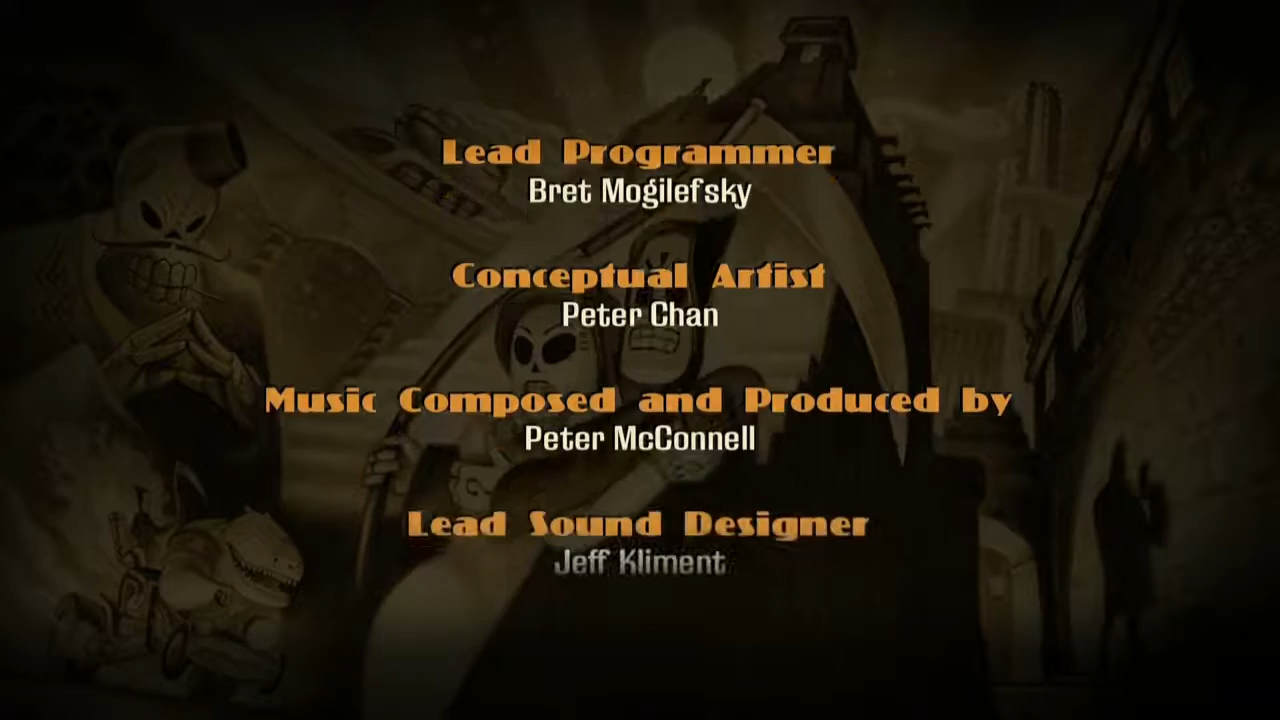 Lead Programmer
Bret Mogilefsky
Conceptual Artist
Peter Chan
Music Composed and Produced by
Peter McConnell
Lead Sound Designer
Jeff Kliment